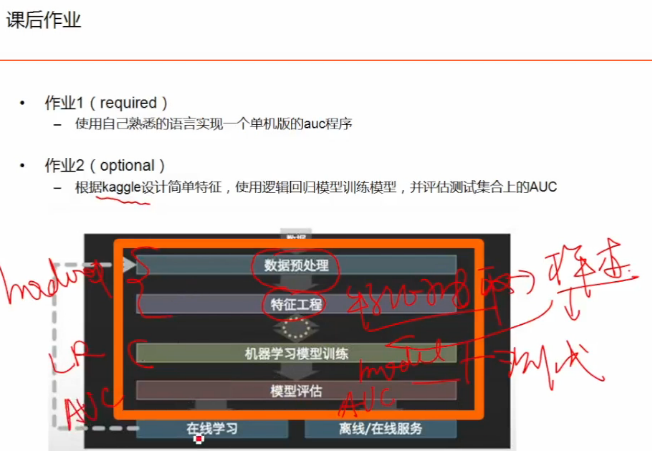 课后作业
• 作业1（required）
– 使用自己熟悉的语言实现一个单机版的auc程序
• 作业2（optional）
– 根据kaggle设计简单特征，使用逻辑回归模型训练模型，并评估测试集合上的AUC
数据
数据预处理
特征工程
机器学习模型训练
LR
model
测试
模型评估
AUC
AUC
在线学习
离线/在线服务